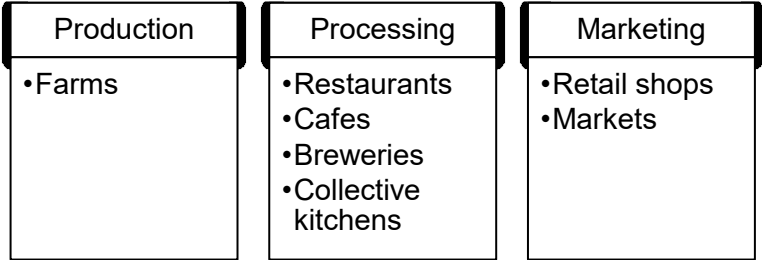 Production
•Farms
Processing
•Restaurants
•Cafes
•Breweries
•Collective
kitchens
Marketing
•Retail shops
•Markets